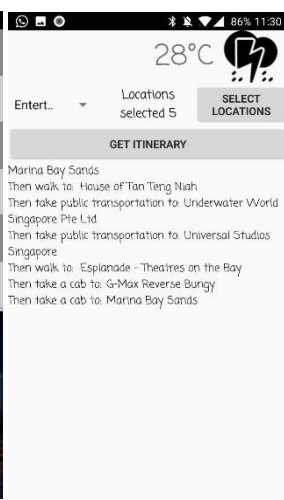 86% 11:30
28°C
Entert..
Locations
selected 5
SELECT
LOCATIONS
GET ITINERARY
Marina Bay Sands
Then walk to: House of Tan Teng Niah
Then take public transportation to: Underwater World
Singapore Pte Ltd
Then take public transportation to: Universal Studios
Singapore
Then walk to: Esplanade - Theatres on the Bay
Then take a cab to: G-Max Reverse Bungy
Then take a cab to: Marina Bay Sands